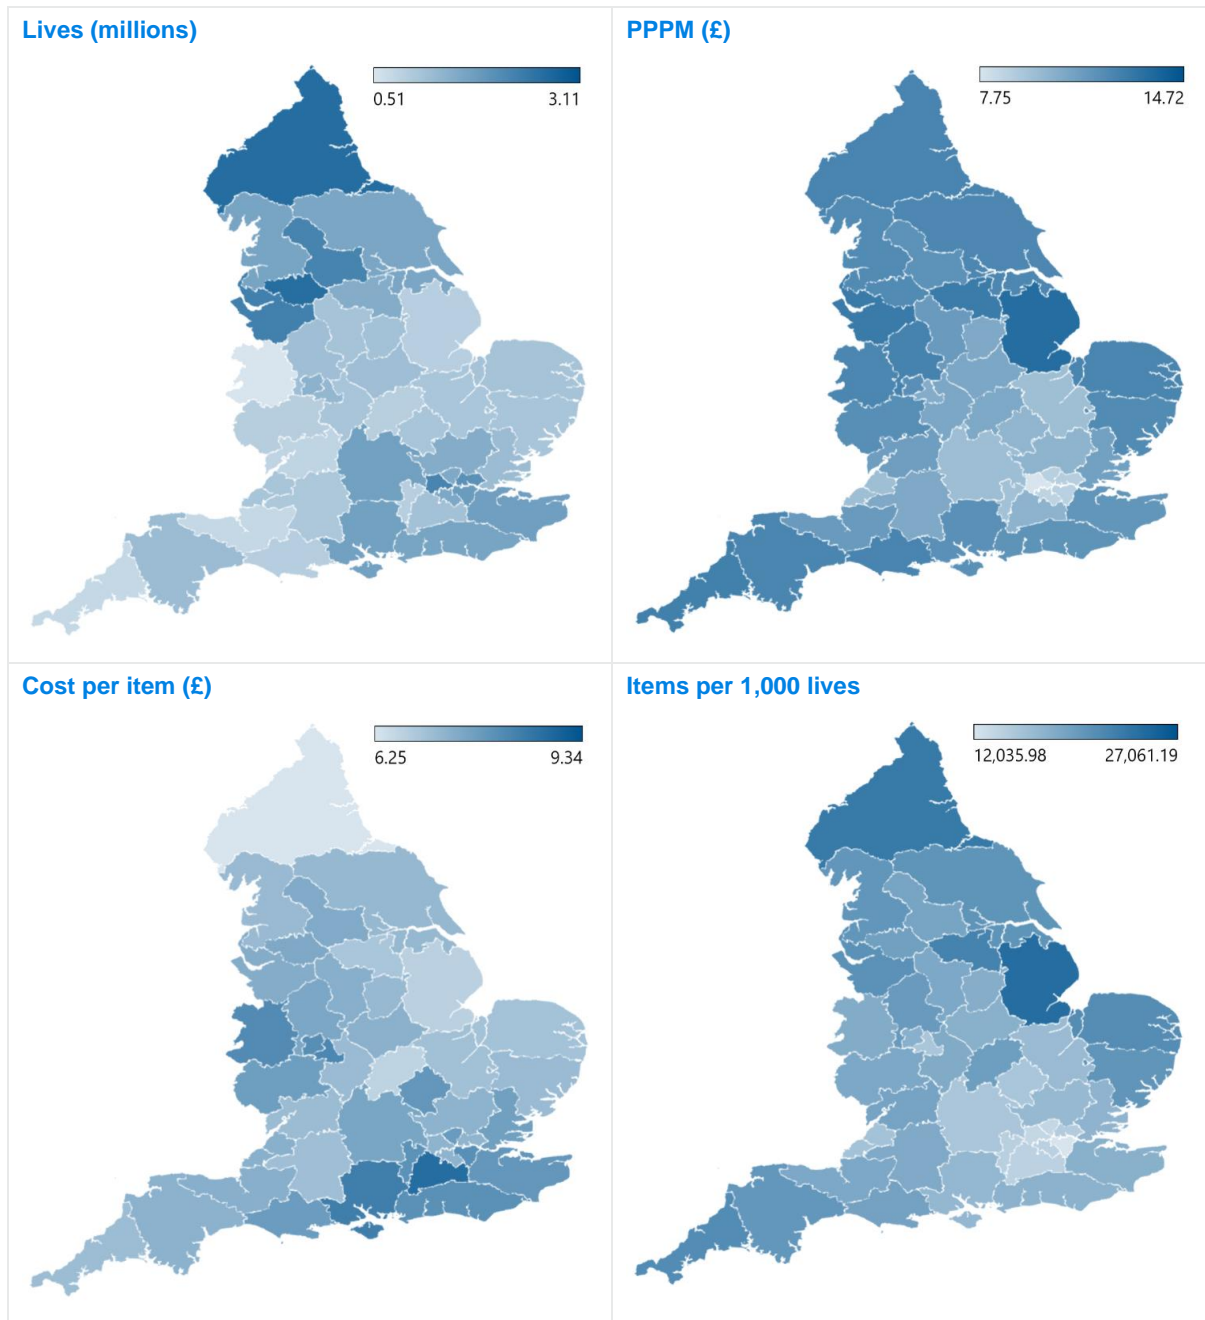 Lives (millions)
0.51 3.11
PPPM (£)
7.75 14.72
Cost per item (£)
6.25 9.34
Items per 1,000 lives
12,035.98 27,061.19